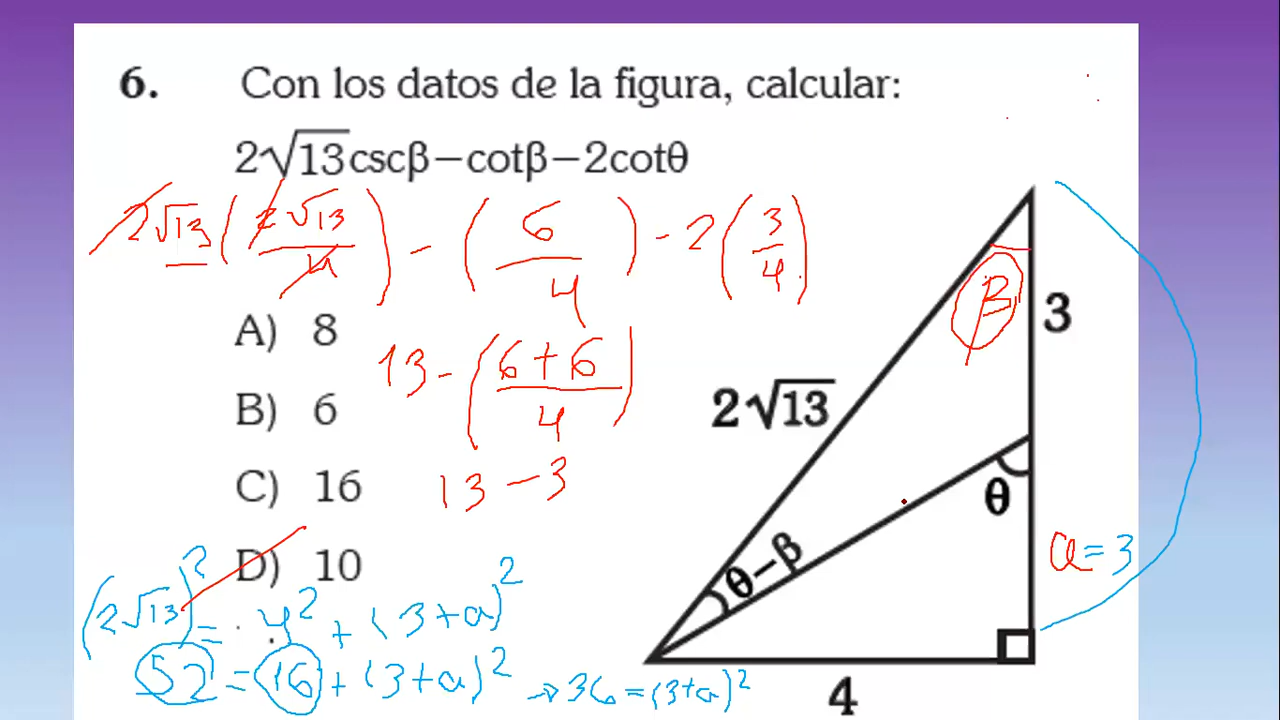 6. Con los datos de la figura, calcular:
2√13cscβ−cotβ−2cotθ
2√13 (2√13/4) − (6/4) − 2(3/4)
A) 8
13 − (6+6/4)
B) 6
C) 16
13 − 3
D) 10
(2√13)² = 4² + (3+a)²
52 = 16 + (3+a)² → 36 = (3+a)²
β
3
2√13
θ
θ−β
a = 3
4